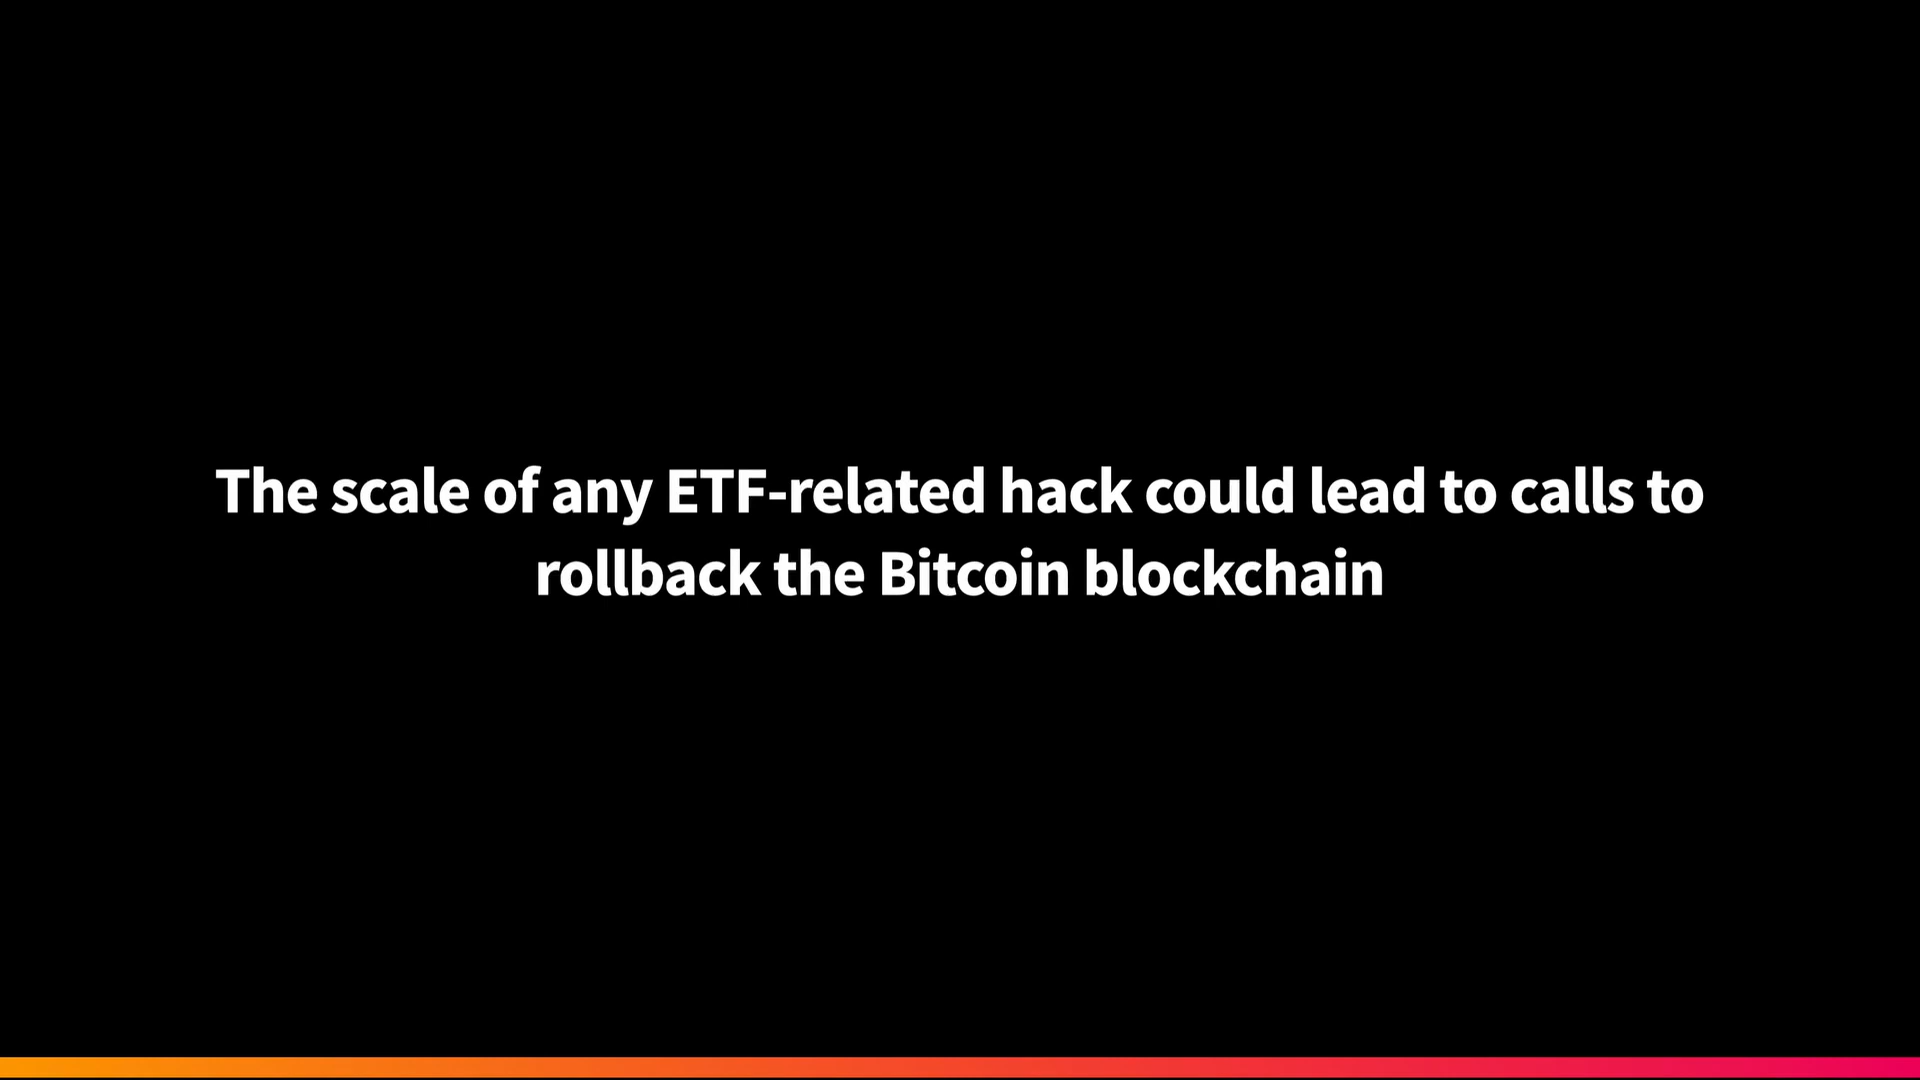 The scale of any ETF-related hack could lead to calls to
rollback the Bitcoin blockchain